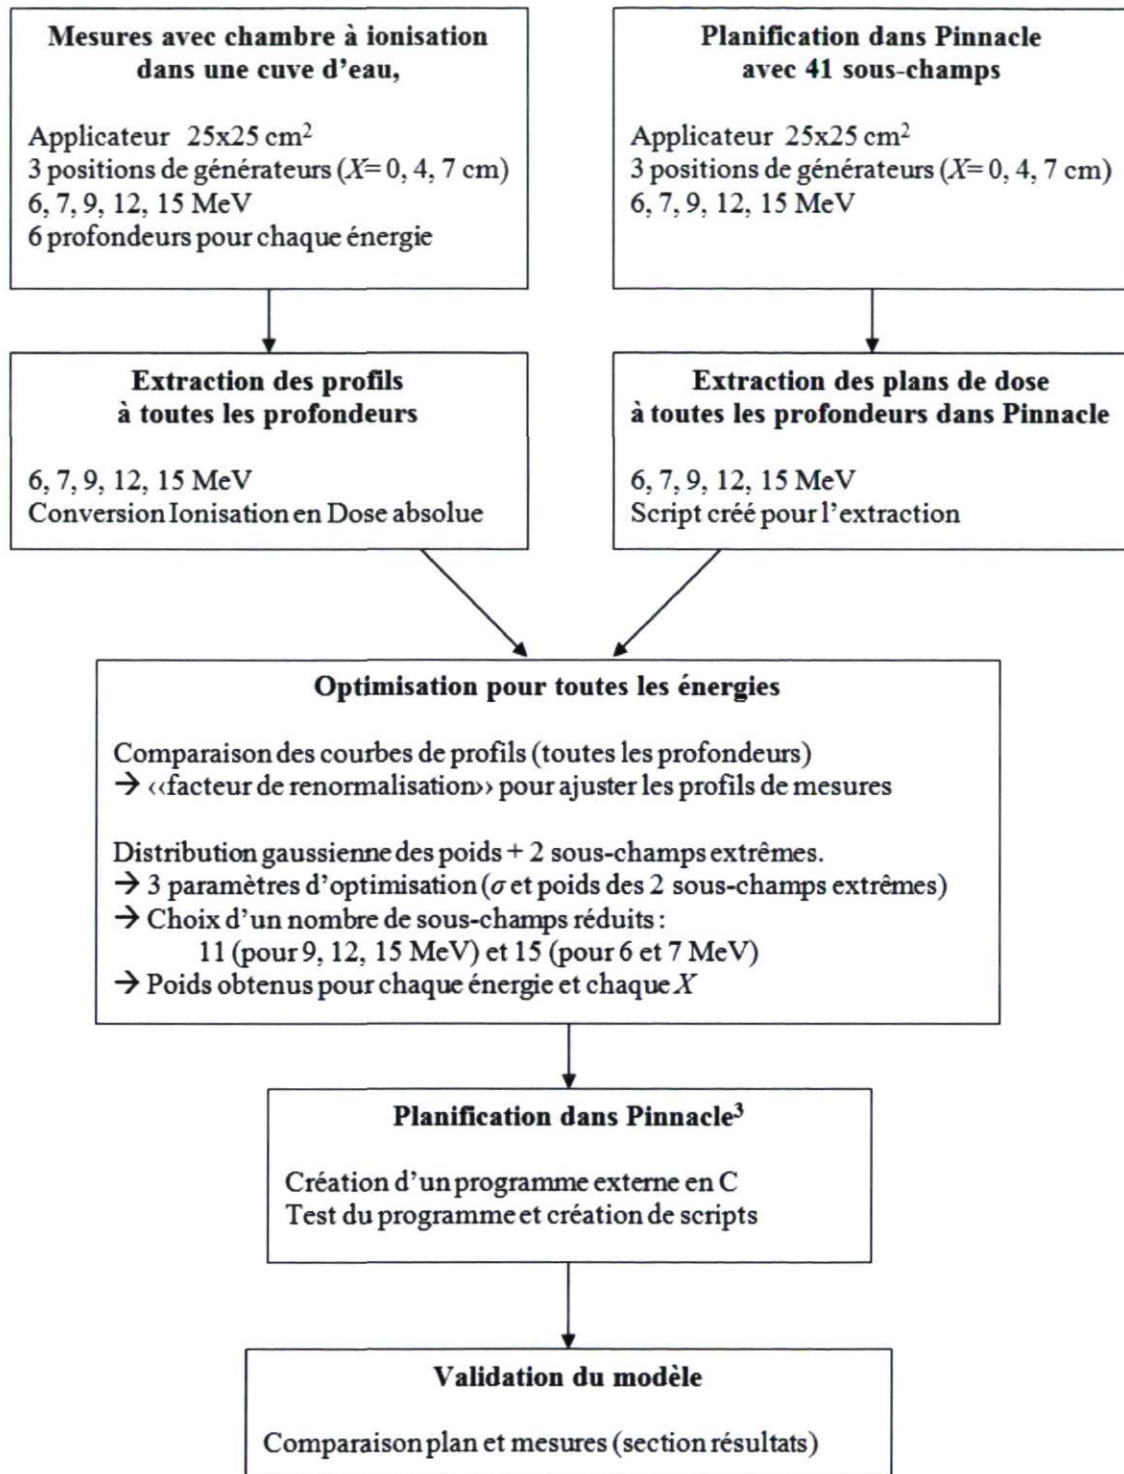 Mesures avec chambre à ionisation
dans une cuve d'eau,
Applicateur 25x25 cm²
3 positions de générateurs (X= 0, 4, 7 cm)
6, 7, 9, 12, 15 MeV
6 profondeurs pour chaque énergie
Planification dans Pinnacle
avec 41 sous-champs
Applicateur 25x25 cm²
3 positions de générateurs (X= 0, 4, 7 cm)
6, 7, 9, 12, 15 MeV
Extraction des profils
à toutes les profondeurs
6, 7, 9, 12, 15 MeV
Conversion Ionisation en Dose absolue
Extraction des plans de dose
à toutes les profondeurs dans Pinnacle
6, 7, 9, 12, 15 MeV
Script créé pour l'extraction
Optimisation pour toutes les énergies
Comparaison des courbes de profils (toutes les profondeurs)
→ ‹‹facteur de renormalisation›› pour ajuster les profils de mesures
Distribution gaussienne des poids + 2 sous-champs extrêmes.
→ 3 paramètres d'optimisation (σ et poids des 2 sous-champs extrêmes)
→ Choix d'un nombre de sous-champs réduits :
11 (pour 9, 12, 15 MeV) et 15 (pour 6 et 7 MeV)
→ Poids obtenus pour chaque énergie et chaque X
Planification dans Pinnacle³
Création d'un programme externe en C
Test du programme et création de scripts
Validation du modèle
Comparaison plan et mesures (section résultats)